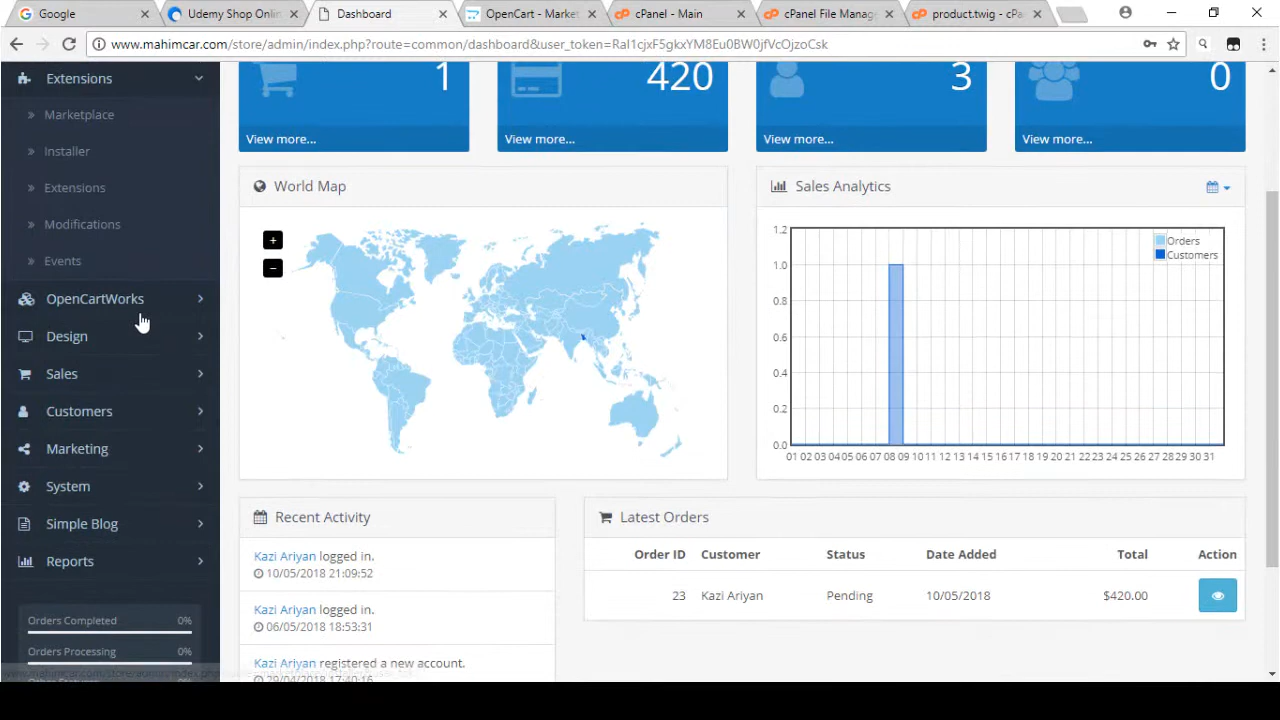 Google
Udemy Shop Onlin
Dashboard
OpenCart - Market
cPanel - Main
cPanel File Manag
product.twig - cPa
www.mahimcar.com/store/admin/index.php?route=common/dashboard&user_token=Ral1cjxF5gkxYM8Eu0BW0jfVcOjzoCsk
Extensions
Marketplace
Installer
Extensions
Modifications
Events
OpenCartWorks
Design
Sales
Customers
Marketing
System
Simple Blog
Reports
Orders Completed 0%
Orders Processing 0%
1
View more...
420
View more...
3
View more...
0
View more...
World Map
+
−
Sales Analytics
1.2
1.0
0.8
0.6
0.4
0.2
0.0
Orders
Customers
01 02 03 04 05 06 07 08 09 10 11 12 13 14 15 16 17 18 19 20 21 22 23 24 25 26 27 28 29 30 31
Recent Activity
Kazi Ariyan logged in.
10/05/2018 21:09:52
Kazi Ariyan logged in.
06/05/2018 18:53:31
Kazi Ariyan registered a new account.
29/04/2018 17:40:16
Latest Orders
Order ID Customer Status Date Added Total Action
23 Kazi Ariyan Pending 10/05/2018 $420.00